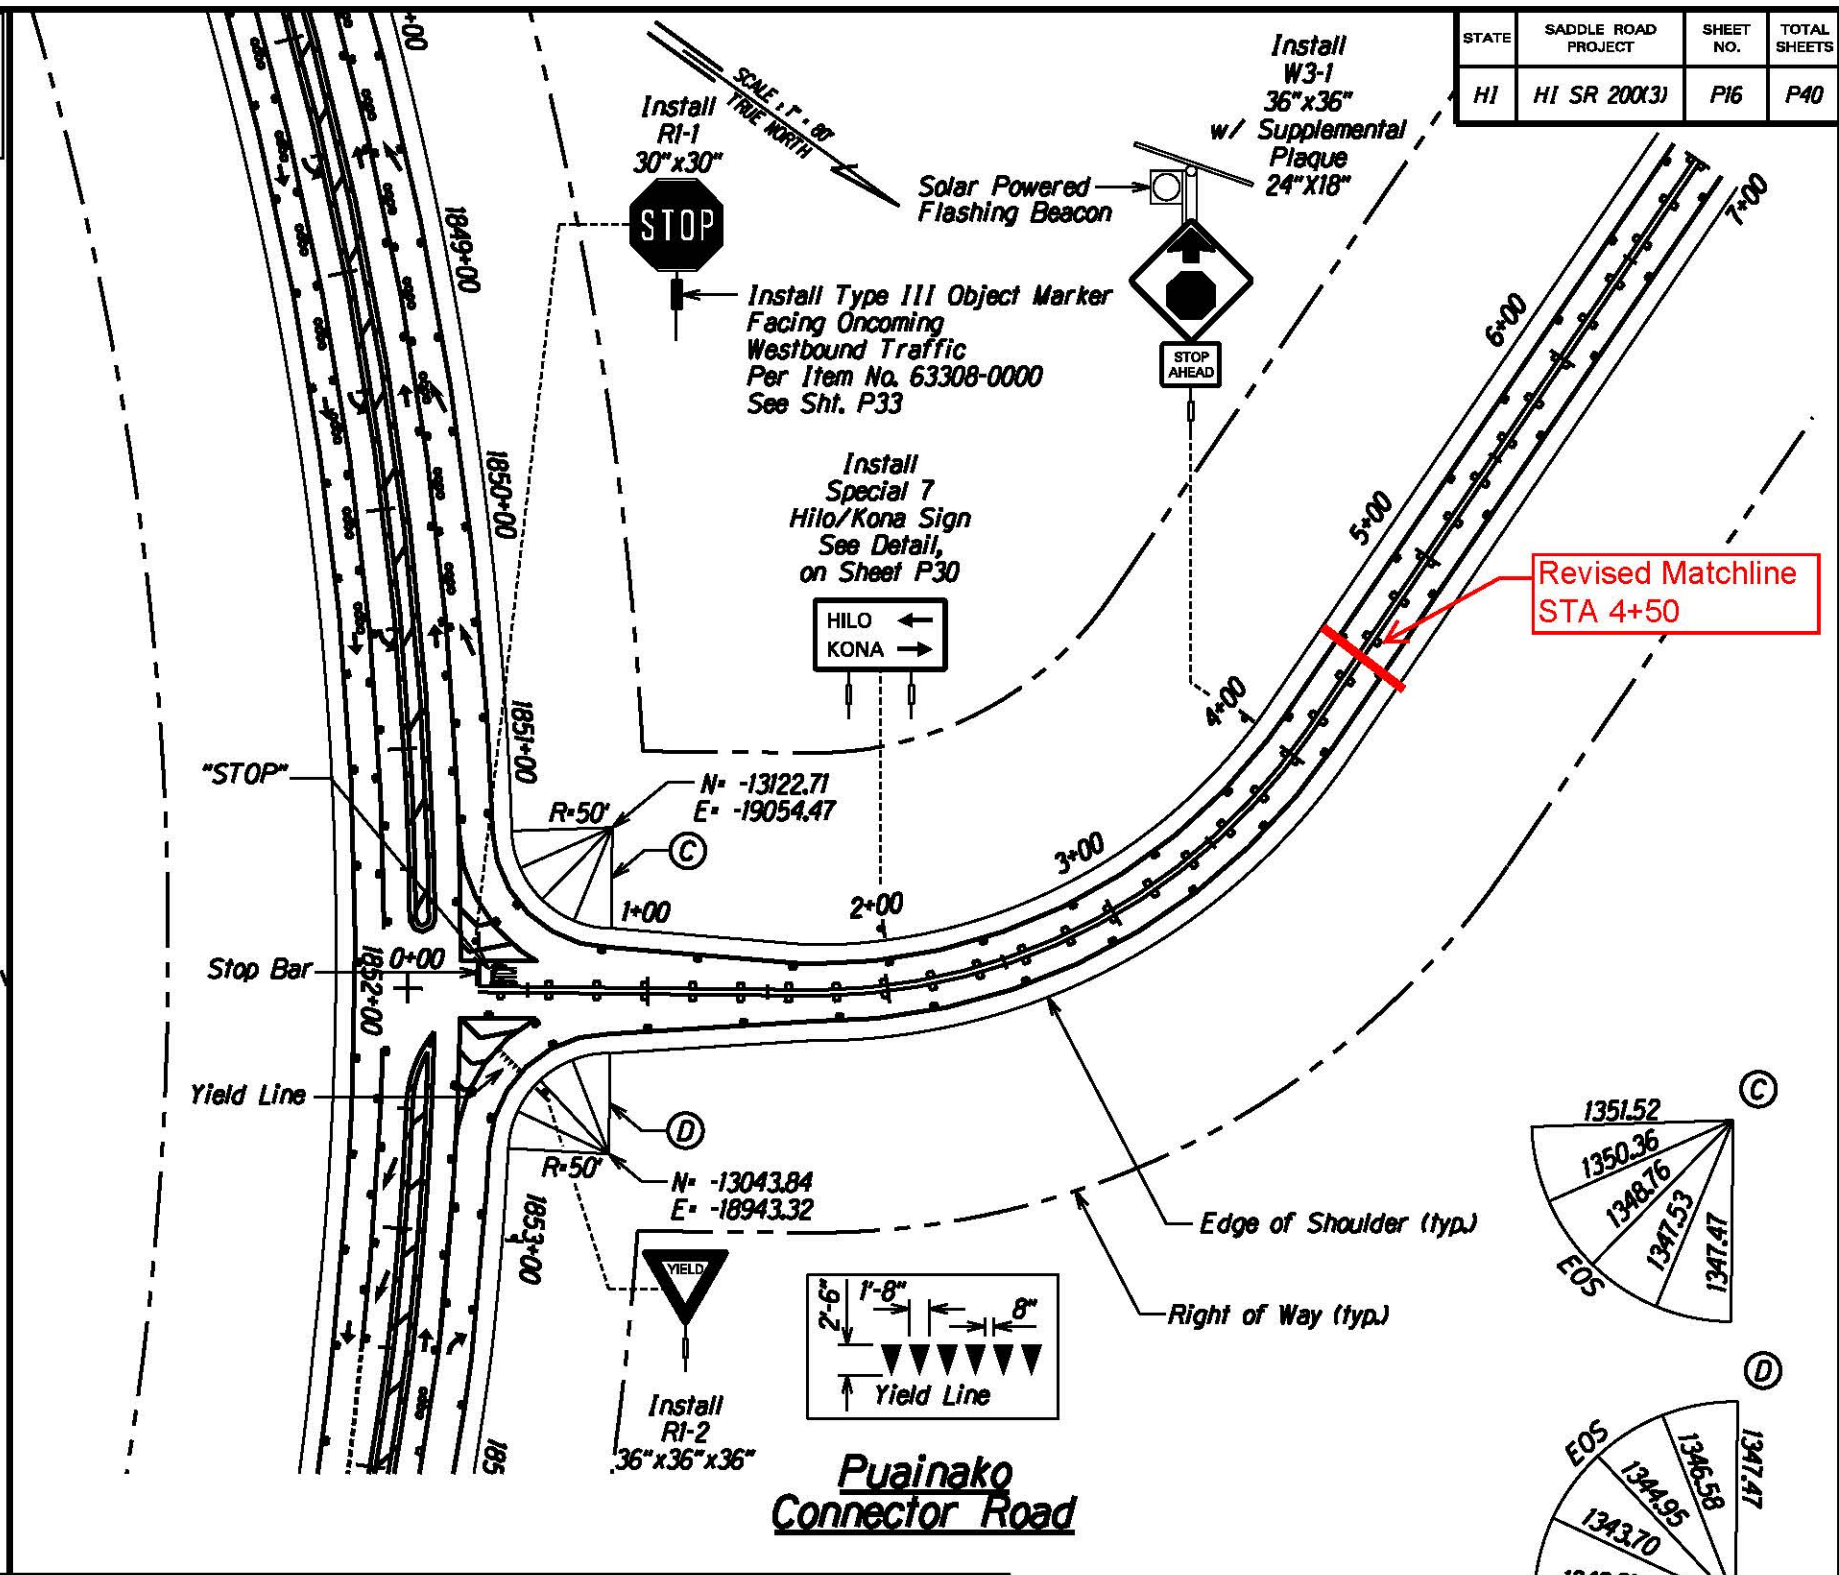 STATE
SADDLE ROAD
PROJECT
SHEET
NO.
TOTAL
SHEETS
HI
HI SR 200(3)
P16
P40
+00
SCALE : 1" = 80'
TRUE NORTH
Install
R1-1
30"x30"
STOP
Install Type III Object Marker
Facing Oncoming
Westbound Traffic
Per Item No. 63308-0000
See Sht. P33
Install
W3-1
36"x36"
w/ Supplemental
Plaque
24"X18"
Solar Powered
Flashing Beacon
STOP
AHEAD
Install
Special 7
Hilo/Kona Sign
See Detail,
on Sheet P30
HILO
KONA
1849+00
1850+00
1851+00
1852+00
1853+00
185
7+00
6+00
5+00
4+00
3+00
2+00
1+00
0+00
Revised Matchline
STA 4+50
"STOP"
Stop Bar
Yield Line
R=50'
N= -13122.71
E= -19054.47
C
D
R=50'
N= -13043.84
E= -18943.32
YIELD
Install
R1-2
36"x36"x36"
2'-6"
1'-8"
8"
Yield Line
Edge of Shoulder (typ.)
Right of Way (typ.)
Puainako
Connector Road
C
1351.52
1350.36
1348.76
1347.53
1347.47
EOS
D
EOS
1347.47
1346.58
1344.95
1343.70